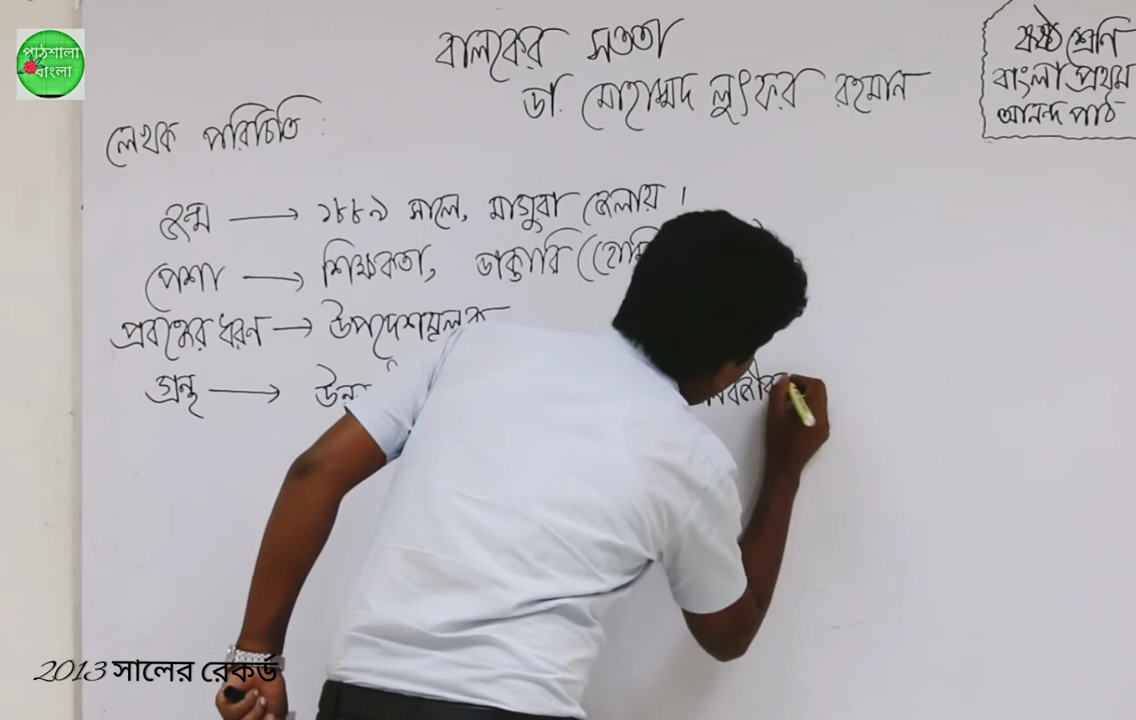 পাঠশালা
বাংলা
বালকের সততা
ডা. মোহাম্মদ লুৎফর রহমান
ষষ্ঠ শ্রেণি
বাংলা প্রথম
আনন্দ পাঠ
লেখক পরিচিতি :
জন্ম → ১৮৮৯ সালে, মাগুরা জেলায় ।
পেশা → শিক্ষকতা, ডাক্তারি (হোমি
প্রবন্ধের ধরন → উপদেশমূলক
গ্রন্থ → উন্ন
2013 সালের রেকর্ড